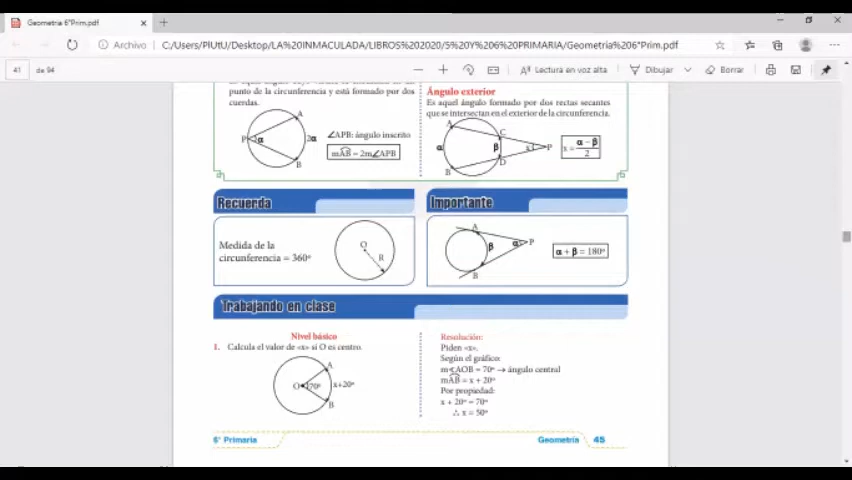 Geometria 6°Prim.pdf
Archivo | C:/Users/PlUtU/Desktop/LA%20INMACULADA/LIBROS%202020/5%20Y%206%20PRIMARIA/Geometria%206°Prim.pdf
41 de 94
Lectura en voz alta
Dibujar
Borrar
punto de la circunferencia y está formado por dos
cuerdas.
A
P
α
2α
B
∠APB: ángulo inscrito
mAB = 2m∠APB
Ángulo exterior
Es aquel ángulo formado por dos rectas secantes
que se intersectan en el exterior de la circunferencia.
A
C
α
β
x
P
B
D
x = α − β / 2
Recuerda
Medida de la
circunferencia = 360°
O
R
Importante
A
β
α
P
B
α + β = 180°
Trabajando en clase
Nivel básico
1. Calcula el valor de «x» si O es centro.
A
O
70°
x+20°
B
Resolución:
Piden «x».
Según el gráfico:
m∢AOB = 70° → ángulo central
mAB = x + 20°
Por propiedad:
x + 20° = 70°
∴ x = 50°
6° Primaria
Geometría 45